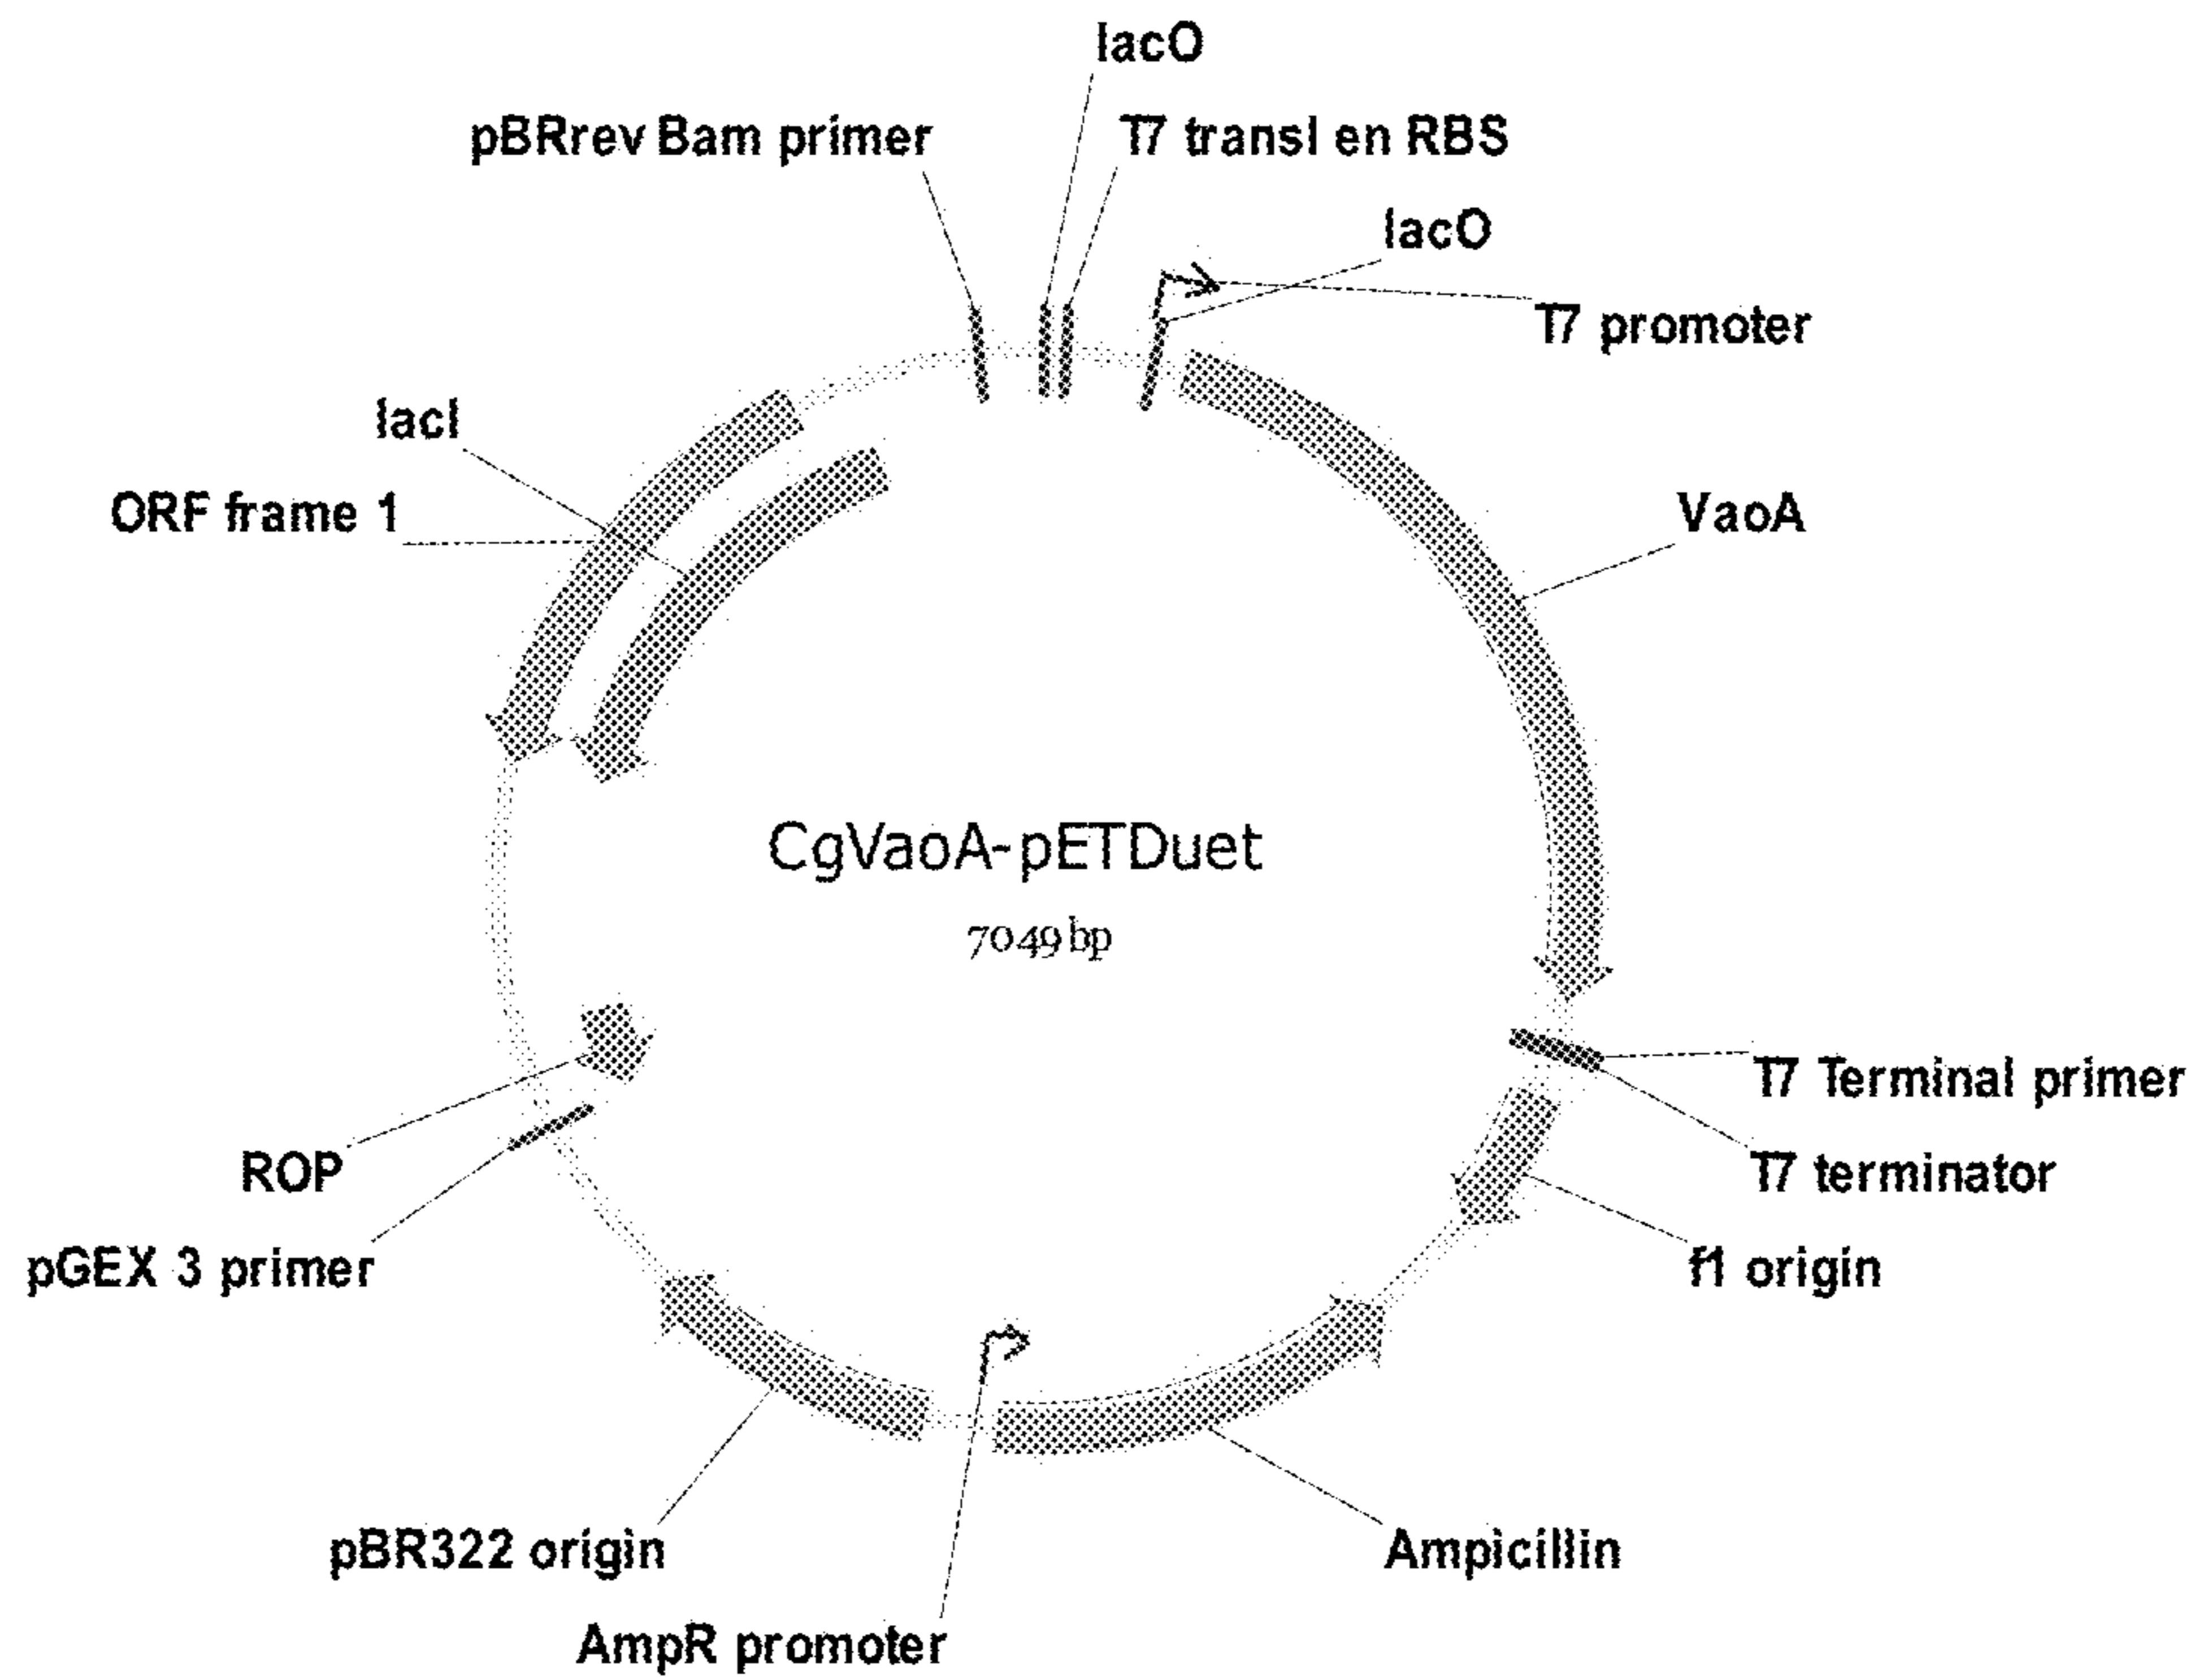 lacO
pBRrev Bam primer
T7 transl en RBS
lacO
T7 promoter
lacI
ORF frame 1
VaoA
CgVaoA-pETDuet
7049 bp
T7 Terminal primer
ROP
T7 terminator
pGEX 3 primer
f1 origin
pBR322 origin
Ampicillin
AmpR promoter